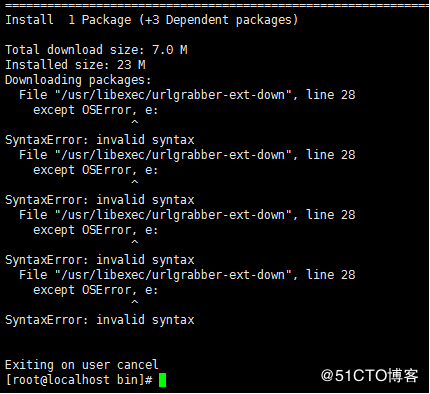 ================================================================
Install  1 Package (+3 Dependent packages)
Total download size: 7.0 M
Installed size: 23 M
Downloading packages:
  File "/usr/libexec/urlgrabber-ext-down", line 28
    except OSError, e:
                  ^
SyntaxError: invalid syntax
  File "/usr/libexec/urlgrabber-ext-down", line 28
    except OSError, e:
                  ^
SyntaxError: invalid syntax
  File "/usr/libexec/urlgrabber-ext-down", line 28
    except OSError, e:
                  ^
SyntaxError: invalid syntax
  File "/usr/libexec/urlgrabber-ext-down", line 28
    except OSError, e:
                  ^
SyntaxError: invalid syntax
Exiting on user cancel
[root@localhost bin]#
@51CTO博客